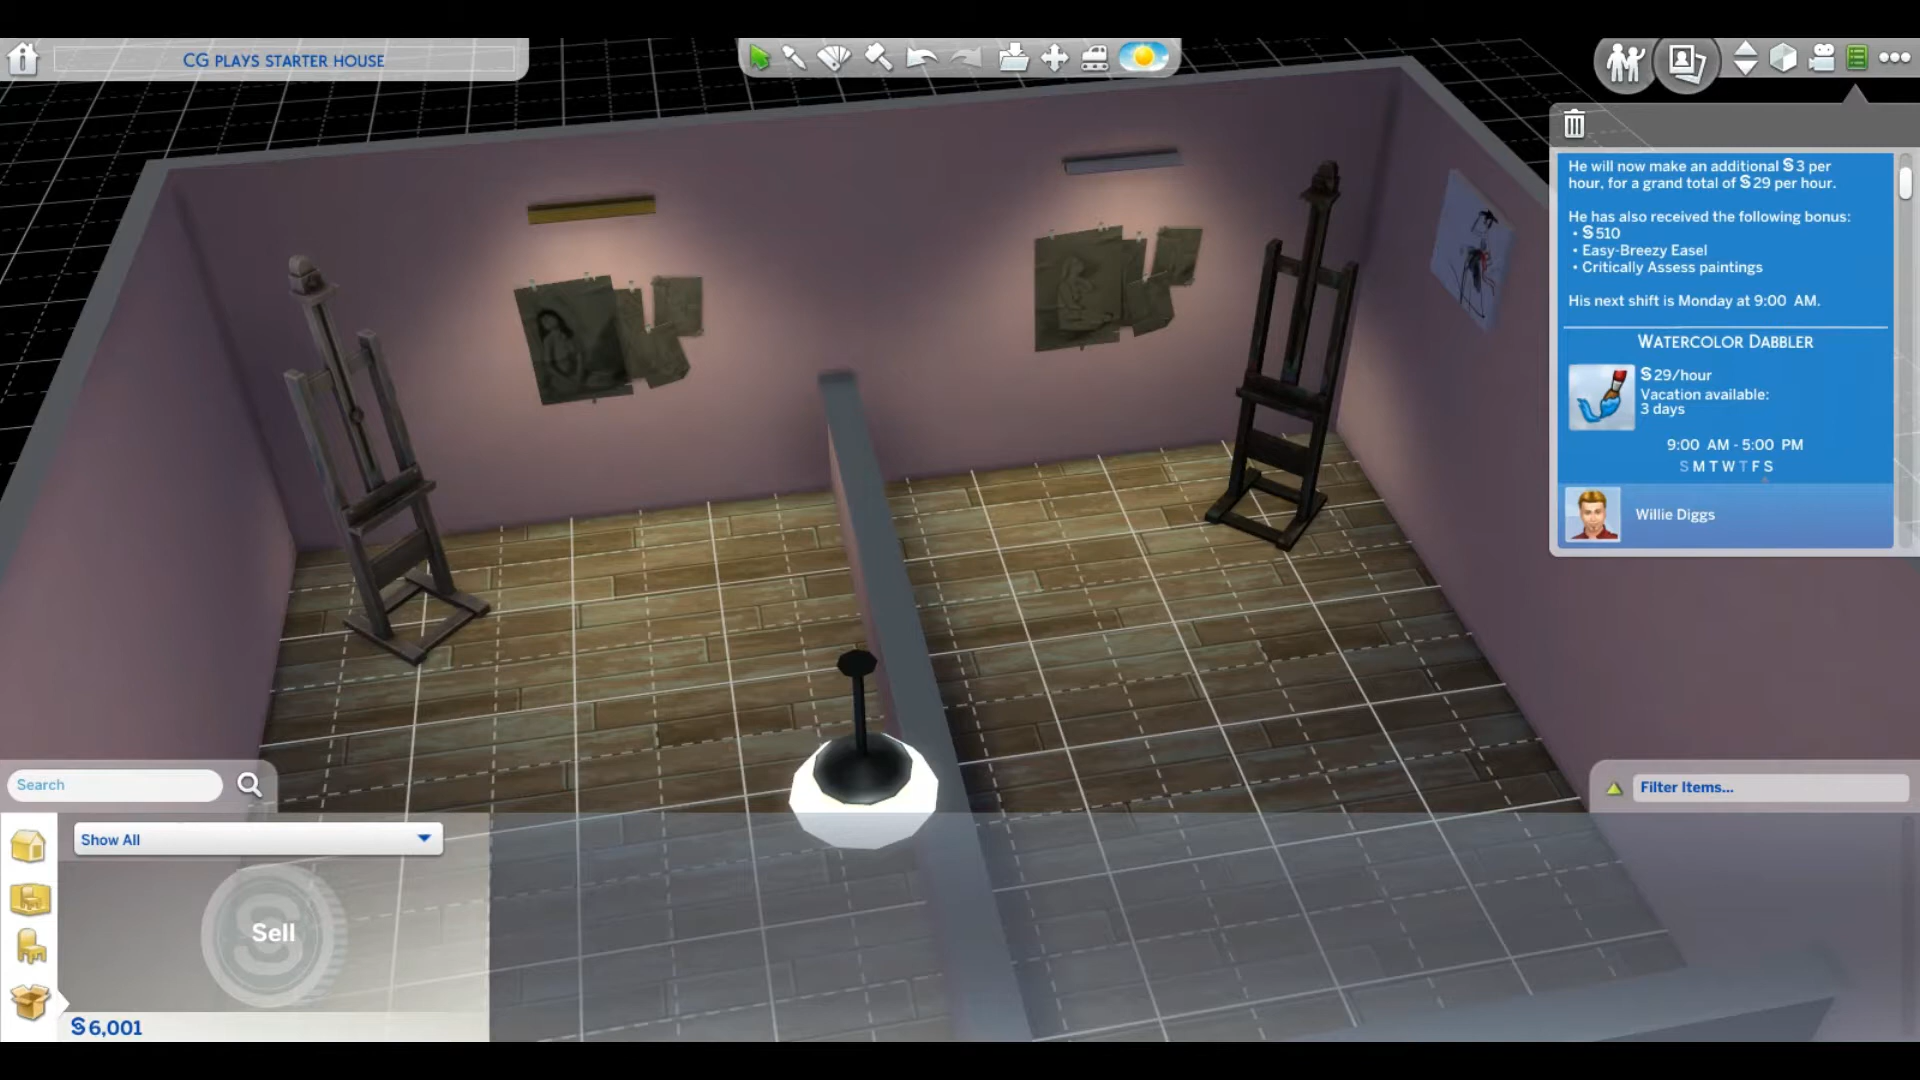 CG PLAYS STARTER HOUSE
He will now make an additional §3 per
hour, for a grand total of §29 per hour.
He has also received the following bonus:
• §510
• Easy-Breezy Easel
• Critically Assess paintings
His next shift is Monday at 9:00 AM.
WATERCOLOR DABBLER
§29/hour
Vacation available:
3 days
9:00 AM - 5:00 PM
S M T W T F S
Willie Diggs
Search
Filter Items...
Show All
Sell
§6,001